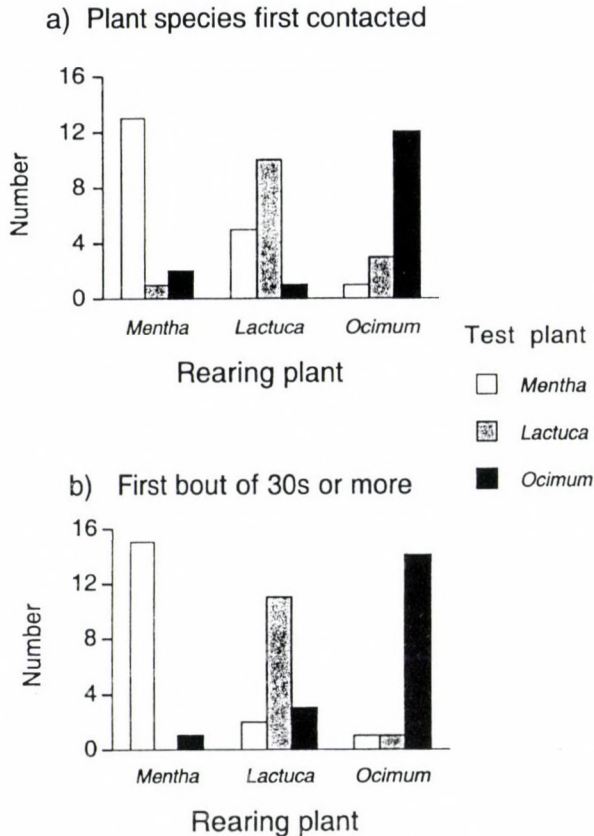 a) Plant species first contacted
16
12
8
4
0
Number
Mentha Lactuca Ocimum
Rearing plant
Test plant
Mentha
Lactuca
Ocimum
b) First bout of 30s or more
16
12
8
4
0
Number
Mentha Lactuca Ocimum
Rearing plant